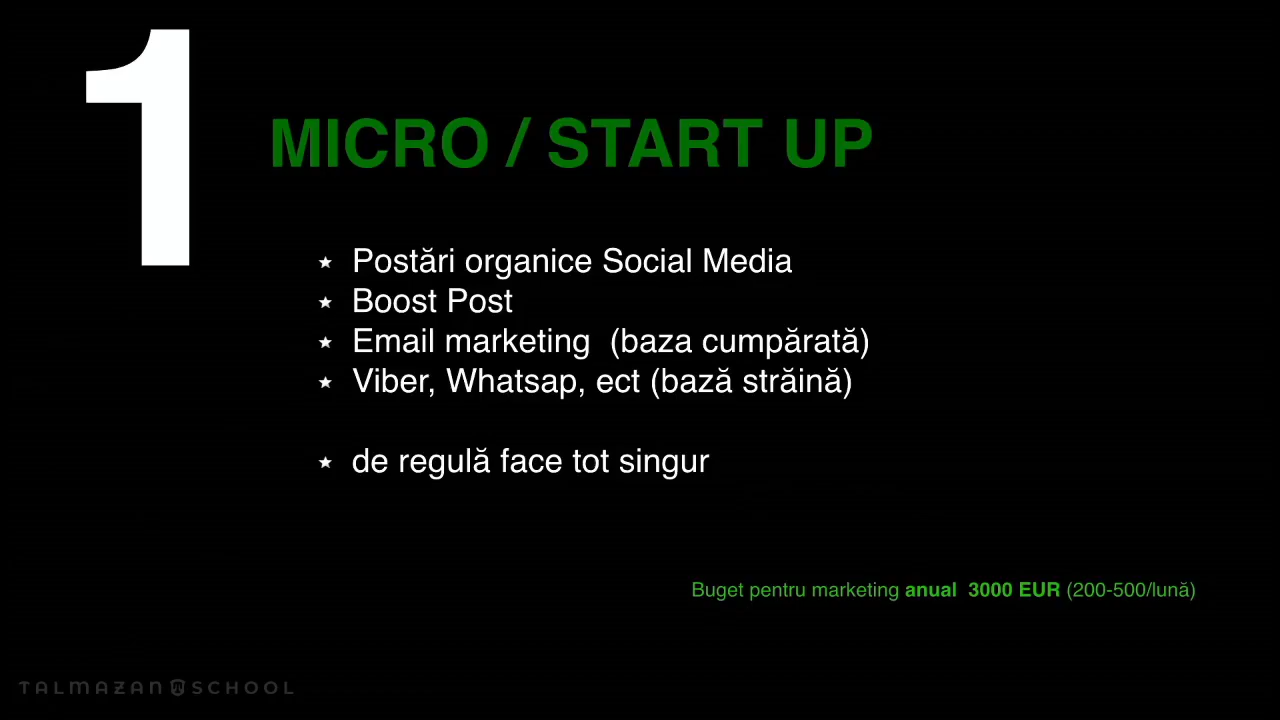 1
MICRO / START UP
★ Postări organice Social Media
★ Boost Post
★ Email marketing  (baza cumpărată)
★ Viber, Whatsap, ect (bază străină)
★ de regulă face tot singur
Buget pentru marketing anual  3000 EUR (200-500/lună)
TALMAZAN SCHOOL